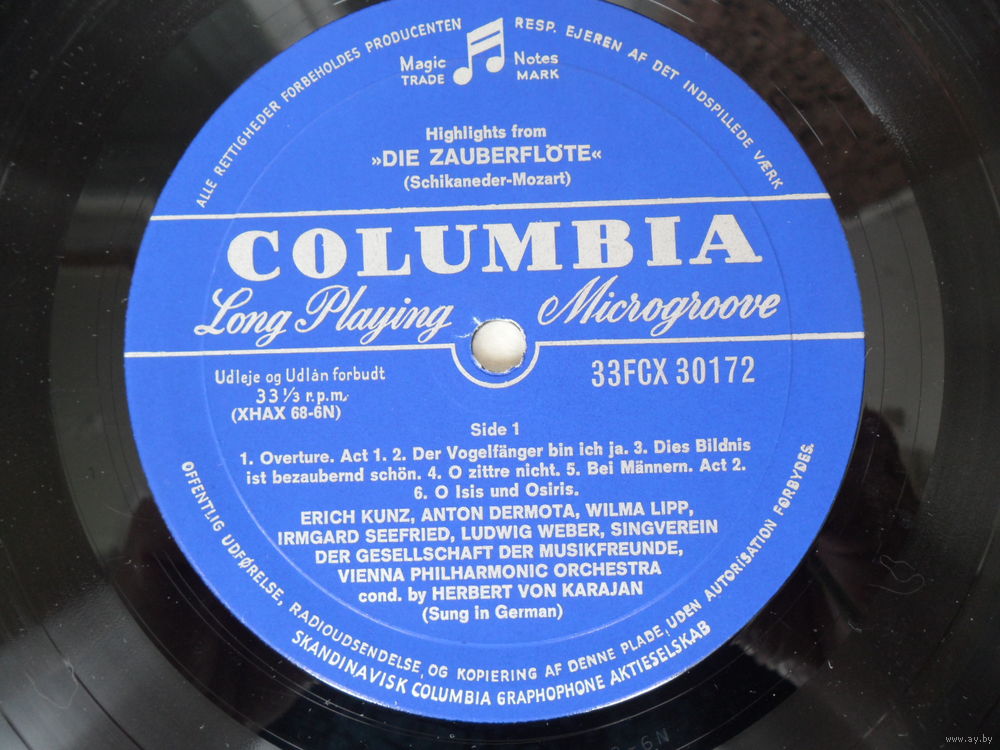 ALLE RETTIGHEDER FORBEHOLDES PRODUCENTEN RESP. EJEREN AF DET INDSPILLEDE VÆRK
Magic Notes
TRADE MARK
Highlights from
»DIE ZAUBERFLÖTE«
(Schikaneder-Mozart)
COLUMBIA
Long Playing Microgroove
Udleje og Udlån forbudt
33⅓ r.p.m.
(XHAX 68-6N)
33FCX 30172
Side 1
1. Overture. Act 1. 2. Der Vogelfänger bin ich ja. 3. Dies Bildnis
ist bezaubernd schön. 4. O zittre nicht. 5. Bei Männern. Act 2.
6. O Isis und Osiris.
ERICH KUNZ, ANTON DERMOTA, WILMA LIPP,
IRMGARD SEEFRIED, LUDWIG WEBER, SINGVEREIN
DER GESELLSCHAFT DER MUSIKFREUNDE,
VIENNA PHILHARMONIC ORCHESTRA
cond. by HERBERT VON KARAJAN
(Sung in German)
OFFENTLIG UDFØRELSE, RADIOUDSENDELSE, OG KOPIERING AF DENNE PLADE, UDEN AUTORISATION FORBYDES.
SKANDINAVISK COLUMBIA GRAPHOPHONE AKTIESELSKAB
www.ay.by